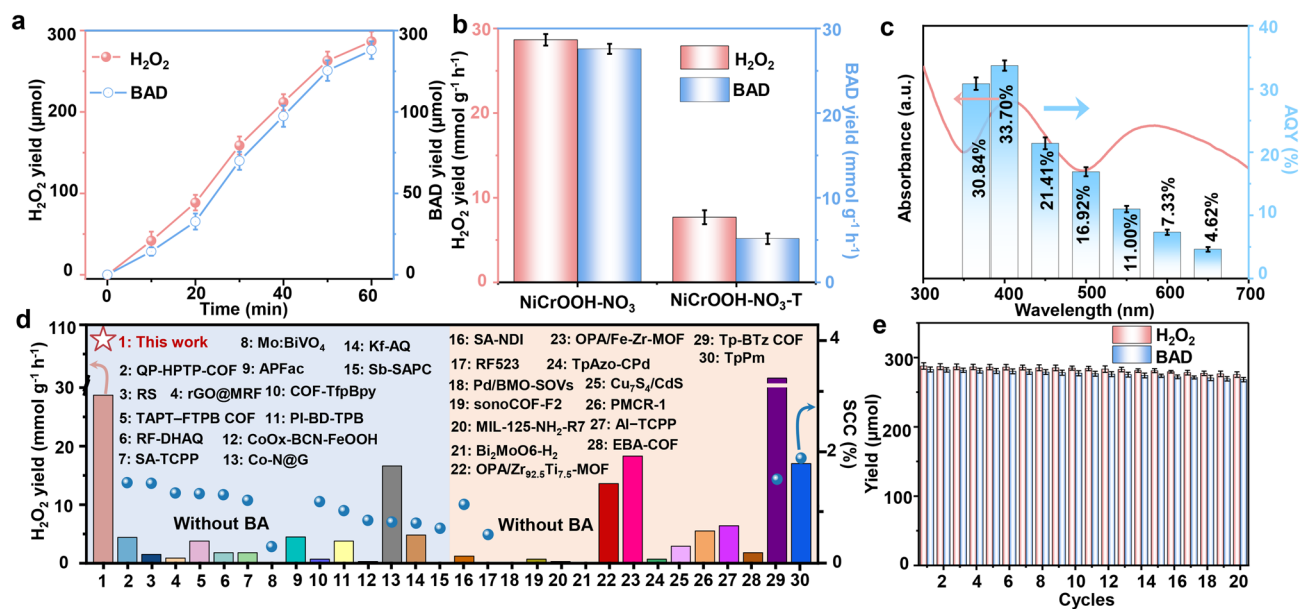 a
H₂O₂ yield (μmol)
300
200
100
0
H₂O₂
BAD
300
250
100
50
0
BAD yield (μmol)
0 20 40 60
Time (min)
b
H₂O₂ yield (mmol g⁻¹ h⁻¹)
30
30
10
0
H₂O₂
BAD
30
20
10
0
BAD yield (mmol g⁻¹ h⁻¹)
NiCrOOH-NO₃ NiCrOOH-NO₃-T
c
Absorbance (a.u.)
30.84%
33.70%
21.41%
16.92%
11.00%
7.33%
4.62%
40
30
20
10
0
AQY (%)
300 400 500 600 700
Wavelength (nm)
d
H₂O₂ yield (mmol g⁻¹ h⁻¹)
110
30
20
10
0
1: This work
2: QP-HPTP-COF
3: RS 4: rGO@MRF
5: TAPT–FTPB COF
6: RF-DHAQ
7: SA-TCPP
8: Mo:BiVO₄
9: APFac
10: COF-TfpBpy
11: PI-BD-TPB
12: CoOx-BCN-FeOOH
13: Co-N@G
14: Kf-AQ
15: Sb-SAPC
Without BA
16: SA-NDI
17: RF523
18: Pd/BMO-SOVs
19: sonoCOF-F2
20: MIL-125-NH₂-R7
21: Bi₂MoO6-H₂
22: OPA/Zr₉₂.₅Ti₇.₅-MOF
23: OPA/Fe-Zr-MOF
24: TpAzo-CPd
25: Cu₇S₄/CdS
26: PMCR-1
27: Al–TCPP
28: EBA-COF
29: Tp-BTz COF
30: TpPm
Without BA
4
2
0
SCC (%)
1 2 3 4 5 6 7 8 9 10 11 12 13 14 15 16 17 18 19 20 21 22 23 24 25 26 27 28 29 30
e
Yield (μmol)
300
150
0
H₂O₂
BAD
2 4 6 8 10 12 14 16 18 20
Cycles